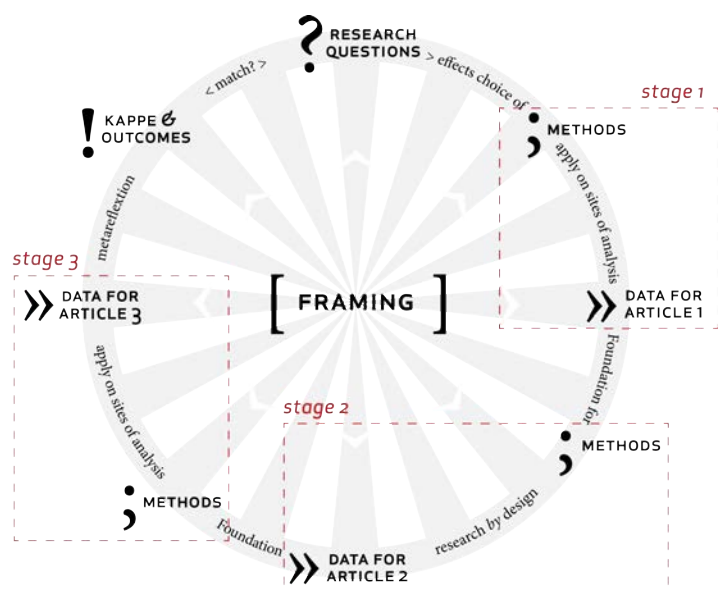 ? RESEARCH
QUESTIONS
> effects choice of
stage 1
; METHODS
apply on sites of analysis
» DATA FOR
ARTICLE 1
Foundation for
; METHODS
stage 2
research by design
» DATA FOR
ARTICLE 2
Foundation
; METHODS
apply on sites of analysis
stage 3
» DATA FOR
ARTICLE 3
metareflextion
! KAPPE &
OUTCOMES
< match? >
[ FRAMING ]